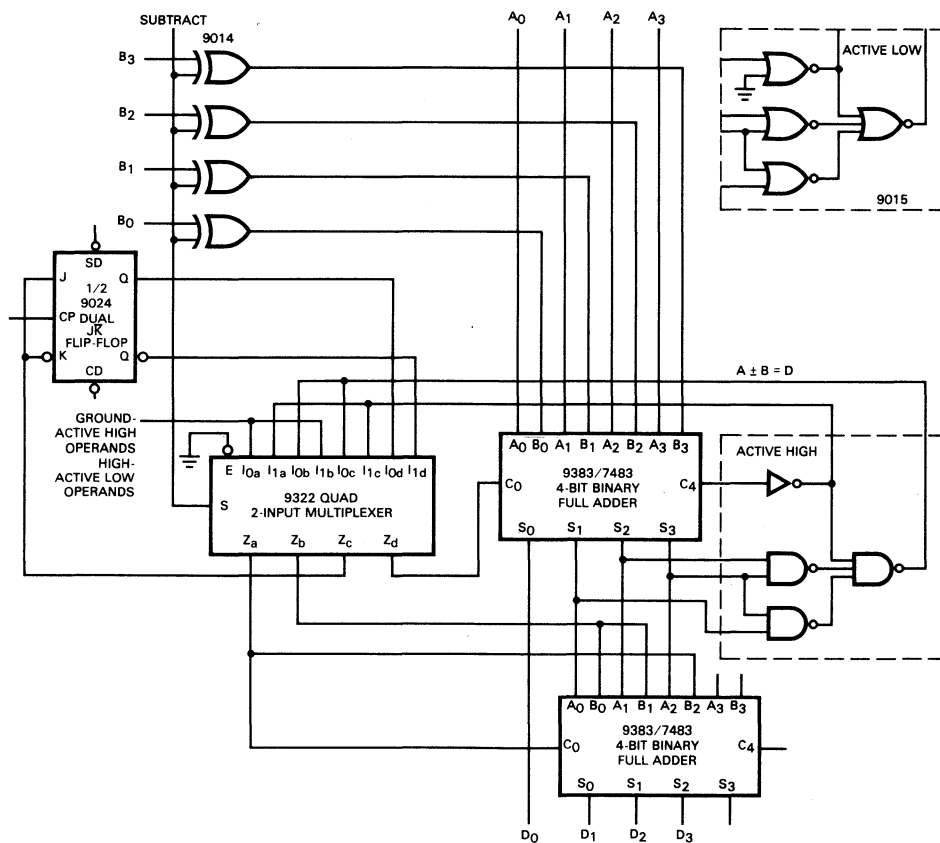 SUBTRACT
9014
B3
B2
B1
B0
A0 A1 A2 A3
ACTIVE LOW
9015
SD
J Q
1/2
9024
CP DUAL
JK̅
FLIP-FLOP
K Q
CD
A ± B = D
GROUND-
ACTIVE HIGH
OPERANDS
HIGH-
ACTIVE LOW
OPERANDS
E I0a I1a I0b I1b I0c I1c I0d I1d
9322 QUAD
S 2-INPUT MULTIPLEXER
Za Zb Zc Zd
A0 B0 A1 B1 A2 B2 A3 B3
9383/7483
C0 4-BIT BINARY C4
FULL ADDER
S0 S1 S2 S3
ACTIVE HIGH
A0 B0 A1 B1 A2 B2 A3 B3
9383/7483
C0 4-BIT BINARY C4
FULL ADDER
S0 S1 S2 S3
D0 D1 D2 D3